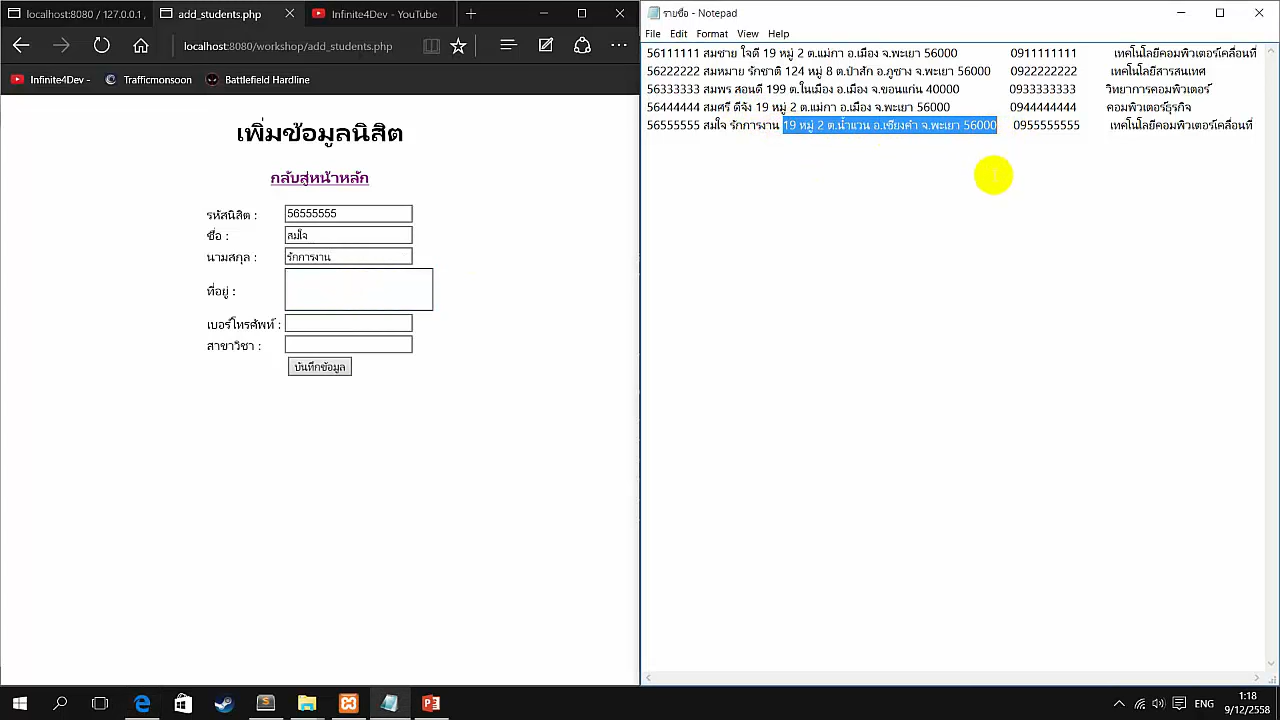 localhost:8080 / 127.0.0.1 / add_students.php Infinite4Dev - YouTube
localhost:8080/workshop/add_students.php
Infinite4Dev - Trafficmonsoon Battlefield Hardline
เพิ่มข้อมูลนิสิต
กลับสู่หน้าหลัก
รหัสนิสิต : 56555555
ชื่อ : สมใจ
นามสกุล : รักการงาน
ที่อยู่ :
เบอร์โทรศัพท์ :
สาขาวิชา :
บันทึกข้อมูล
รายชื่อ - Notepad
File Edit Format View Help
56111111 สมชาย ใจดี 19 หมู่ 2 ต.แม่กา อ.เมือง จ.พะเยา 56000 0911111111 เทคโนโลยีคอมพิวเตอร์เคลื่อนที่
56222222 สมหมาย รักชาติ 124 หมู่ 8 ต.ป่าสัก อ.ภูซาง จ.พะเยา 56000 0922222222 เทคโนโลยีสารสนเทศ
56333333 สมพร สอนดี 199 ต.ในเมือง อ.เมือง จ.ขอนแก่น 40000 0933333333 วิทยาการคอมพิวเตอร์
56444444 สมศรี ดีจัง 19 หมู่ 2 ต.แม่กา อ.เมือง จ.พะเยา 56000 0944444444 คอมพิวเตอร์ธุรกิจ
56555555 สมใจ รักการงาน 19 หมู่ 2 ต.น้ำแวน อ.เชียงคำ จ.พะเยา 56000 0955555555 เทคโนโลยีคอมพิวเตอร์เคลื่อนที่
ENG
1:18
9/12/2558